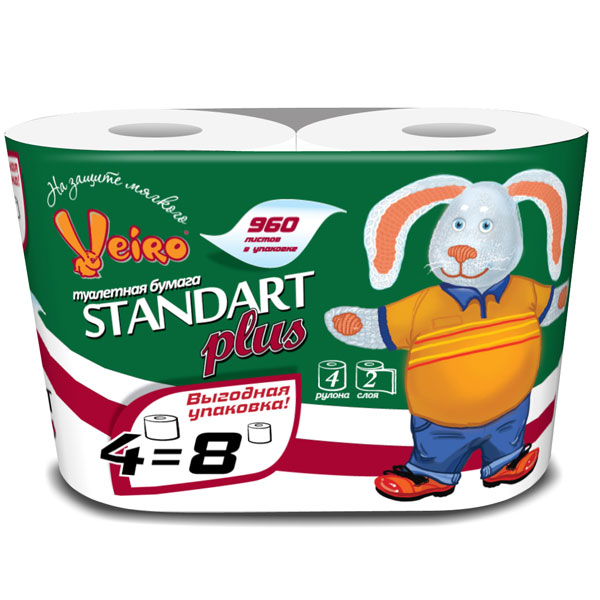 На защите мягкого
Veiro®
960
листов
в упаковке
туалетная бумага
STANDART
plus
4
рулона
2
слоя
Выгодная
упаковка!
4=8